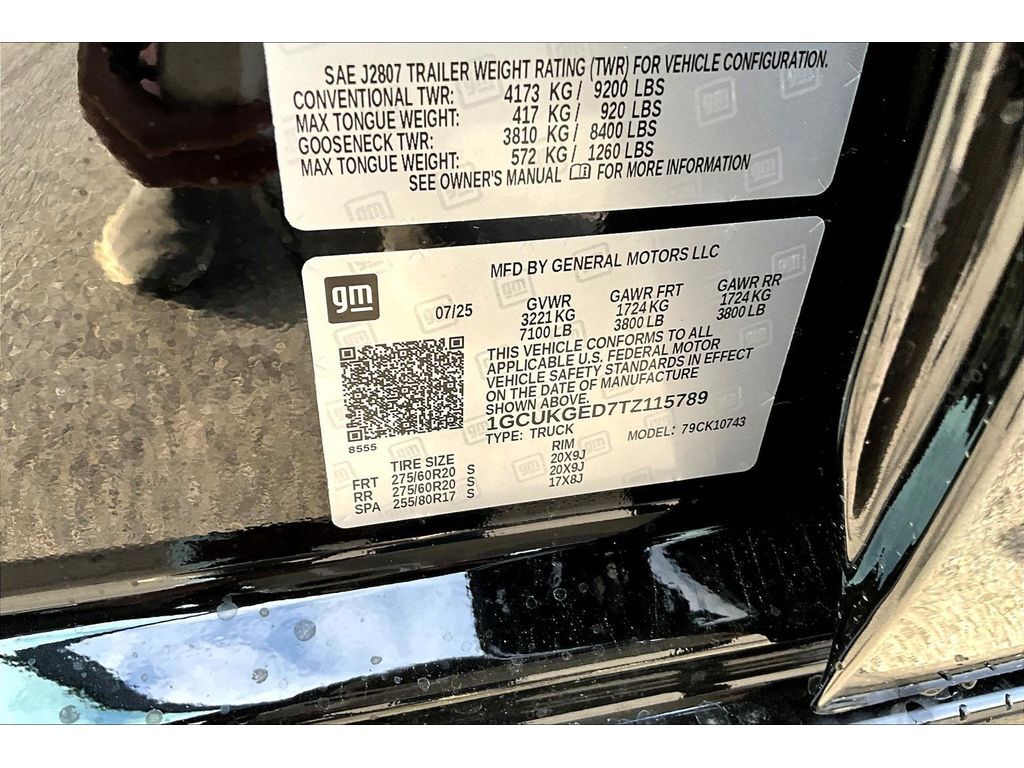 SAE J2807 TRAILER WEIGHT RATING (TWR) FOR VEHICLE CONFIGURATION.
CONVENTIONAL TWR: 4173 KG/ 9200 LBS
MAX TONGUE WEIGHT: 417 KG/ 920 LBS
GOOSENECK TWR: 3810 KG/ 8400 LBS
MAX TONGUE WEIGHT: 572 KG/ 1260 LBS
SEE OWNER'S MANUAL FOR MORE INFORMATION
MFD BY GENERAL MOTORS LLC
gm
07/25
GVWR GAWR FRT GAWR RR
3221 KG 1724 KG 1724 KG
7100 LB 3800 LB 3800 LB
THIS VEHICLE CONFORMS TO ALL
APPLICABLE U.S. FEDERAL MOTOR
VEHICLE SAFETY STANDARDS IN EFFECT
ON THE DATE OF MANUFACTURE
SHOWN ABOVE.
1GCUKGED7TZ115789
TYPE: TRUCK MODEL: 79CK10743
8555
TIRE SIZE RIM
FRT 275/60R20 S 20X9J
RR 275/60R20 S 20X9J
SPA 255/80R17 S 17X8J